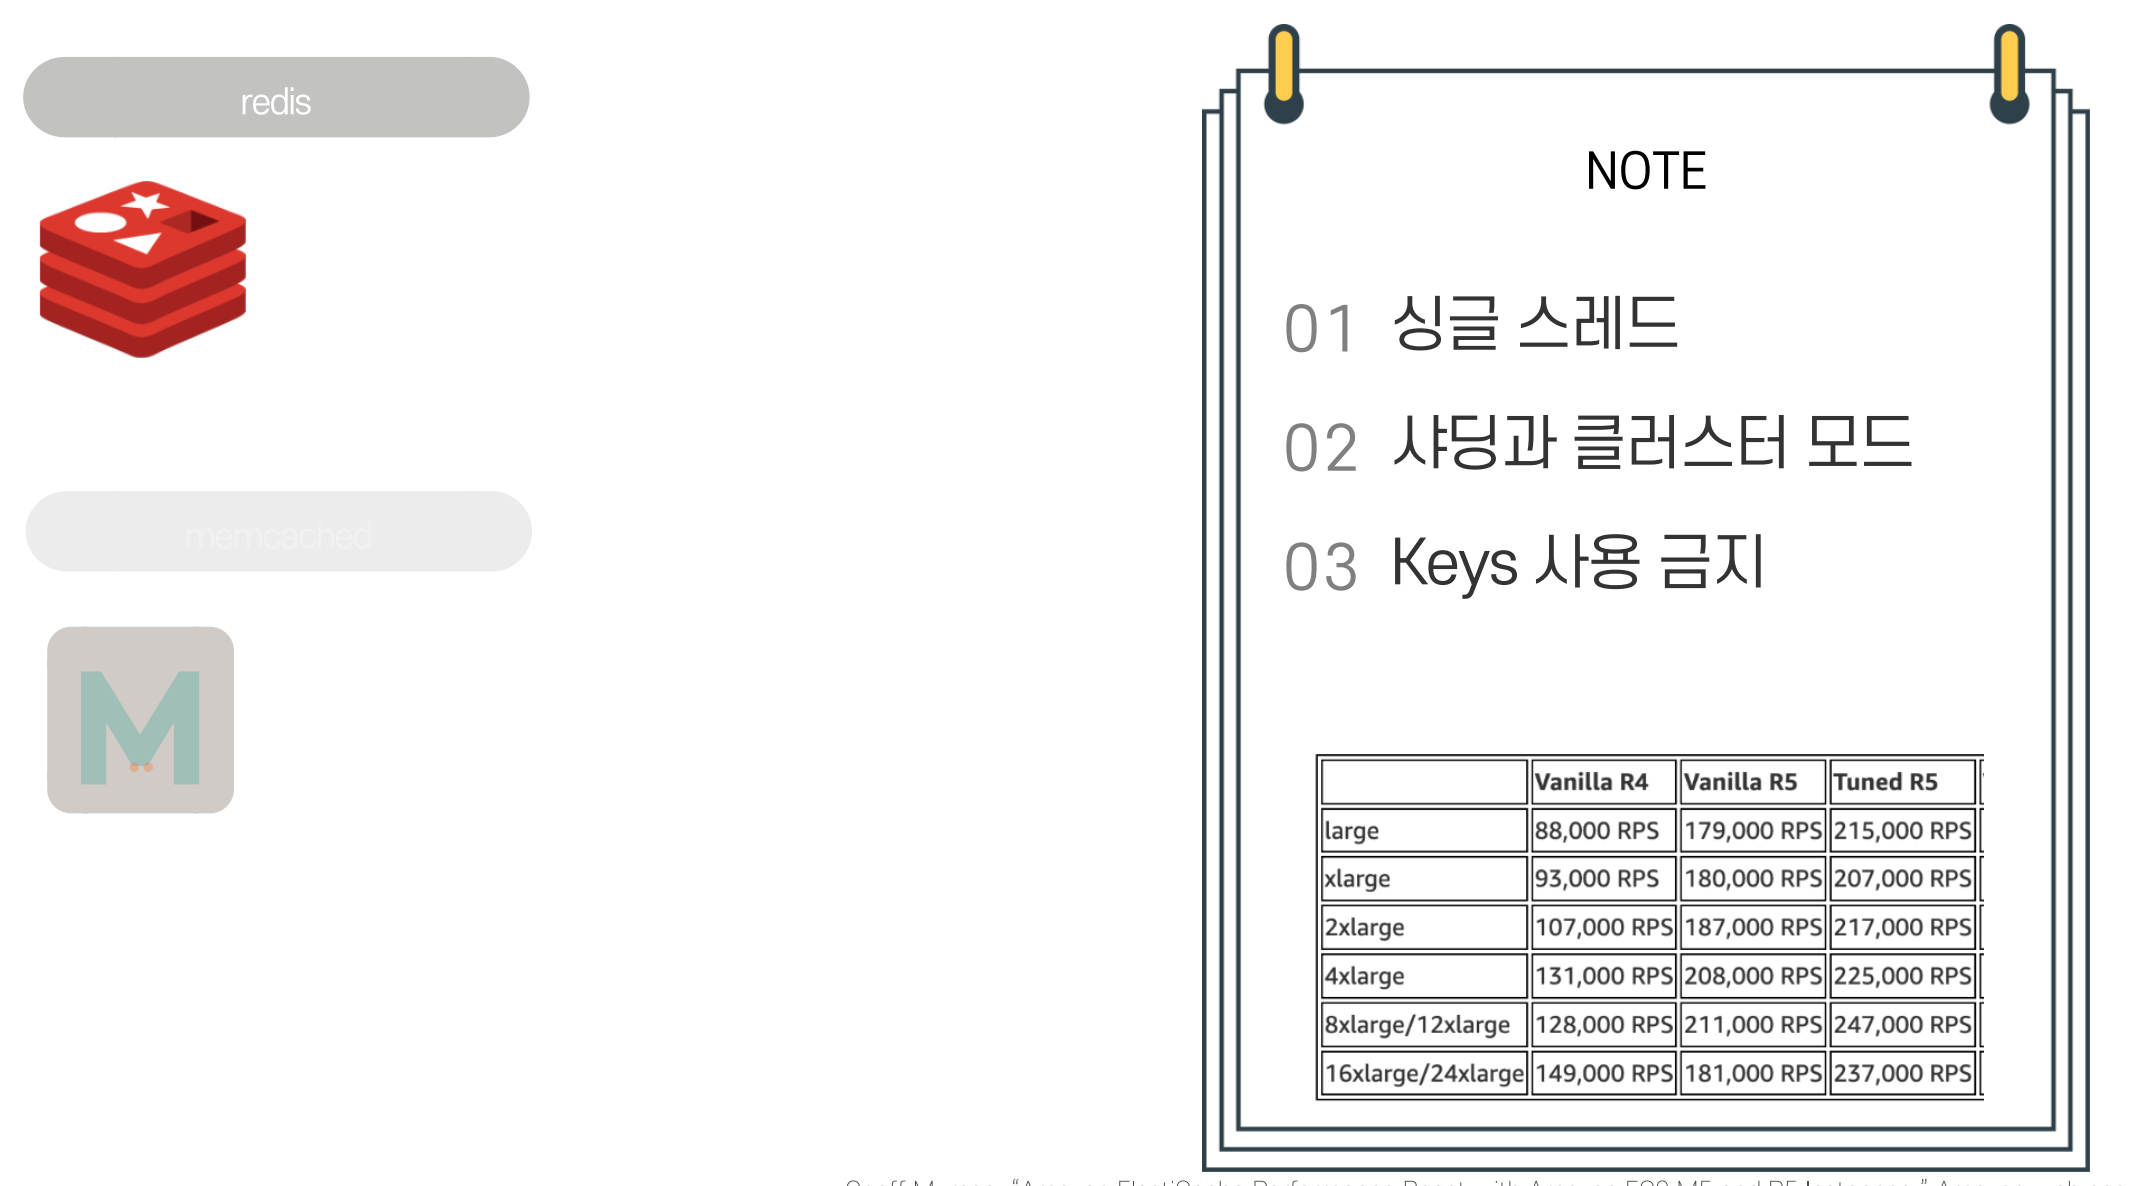 redis
memcached
M
NOTE
01 싱글 스레드
02 샤딩과 클러스터 모드
03 Keys 사용 금지
Vanilla R4 Vanilla R5 Tuned R5
large 88,000 RPS 179,000 RPS 215,000 RPS
xlarge 93,000 RPS 180,000 RPS 207,000 RPS
2xlarge 107,000 RPS 187,000 RPS 217,000 RPS
4xlarge 131,000 RPS 208,000 RPS 225,000 RPS
8xlarge/12xlarge 128,000 RPS 211,000 RPS 247,000 RPS
16xlarge/24xlarge 149,000 RPS 181,000 RPS 237,000 RPS